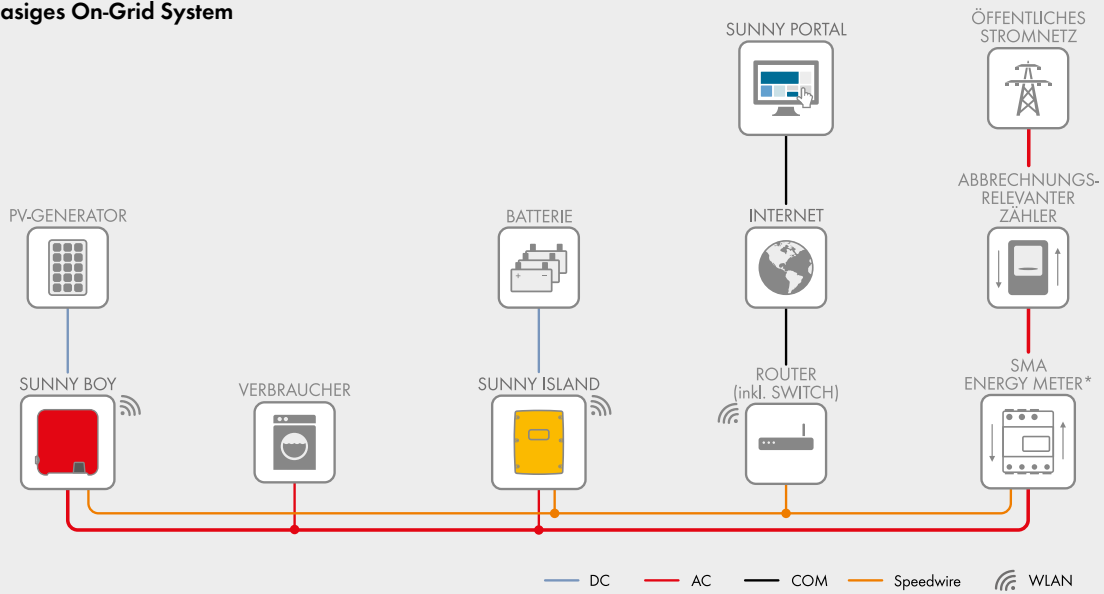 asiges On-Grid System
SUNNY PORTAL
ÖFFENTLICHES
STROMNETZ
PV-GENERATOR
BATTERIE
INTERNET
ABBRECHNUNGS-
RELEVANTER
ZÄHLER
SUNNY BOY
VERBRAUCHER
SUNNY ISLAND
ROUTER
(inkl. SWITCH)
SMA
ENERGY METER*
DC
AC
COM
Speedwire
WLAN